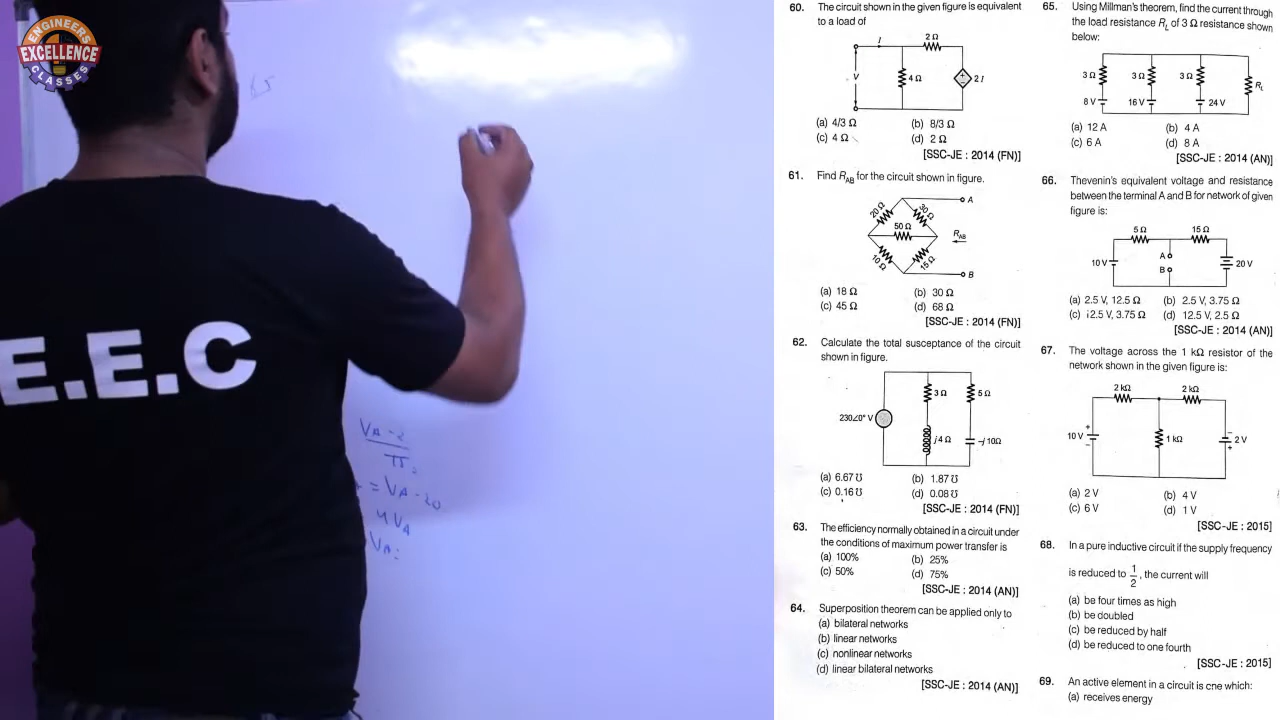 ENGINEERS
EXCELLENCE
CLASSES
E.E.C
65
VA - 2
15
= VA - 20
4VA
VA =
60. The circuit shown in the given figure is equivalent
to a load of
I
2 Ω
V
4 Ω
2 I
(a) 4/3 Ω (b) 8/3 Ω
(c) 4 Ω (d) 2 Ω
[SSC-JE : 2014 (FN)]
61. Find RAB for the circuit shown in figure.
A
20 Ω
30 Ω
50 Ω
RAB
10 Ω
15 Ω
B
(a) 18 Ω (b) 30 Ω
(c) 45 Ω (d) 68 Ω
[SSC-JE : 2014 (FN)]
62. Calculate the total susceptance of the circuit
shown in figure.
3 Ω
5 Ω
230∠0° V
j4 Ω
-j 10Ω
(a) 6.67 ℧ (b) 1.87 ℧
(c) 0.16 ℧ (d) 0.08 ℧
[SSC-JE : 2014 (FN)]
63. The efficiency normally obtained in a circuit under
the conditions of maximum power transfer is
(a) 100% (b) 25%
(c) 50% (d) 75%
[SSC-JE : 2014 (AN)]
64. Superposition theorem can be applied only to
(a) bilateral networks
(b) linear networks
(c) nonlinear networks
(d) linear bilateral networks
[SSC-JE : 2014 (AN)]
65. Using Millman's theorem, find the current through
the load resistance RL of 3 Ω resistance shown
below:
3 Ω 3 Ω 3 Ω RL
8 V 16 V 24 V
(a) 12 A (b) 4 A
(c) 6 A (d) 8 A
[SSC-JE : 2014 (AN)]
66. Thevenin's equivalent voltage and resistance
between the terminal A and B for network of given
figure is:
5 Ω 15 Ω
A
10 V 20 V
B
(a) 2.5 V, 12.5 Ω (b) 2.5 V, 3.75 Ω
(c) 12.5 V, 3.75 Ω (d) 12.5 V, 2.5 Ω
[SSC-JE : 2014 (AN)]
67. The voltage across the 1 kΩ resistor of the
network shown in the given figure is:
2 kΩ 2 kΩ
10 V + - 1 kΩ - 2 V +
(a) 2 V (b) 4 V
(c) 6 V (d) 1 V
[SSC-JE : 2015]
68. In a pure inductive circuit if the supply frequency
is reduced to 1/2, the current will
(a) be four times as high
(b) be doubled
(c) be reduced by half
(d) be reduced to one fourth
[SSC-JE : 2015]
69. An active element in a circuit is one which:
(a) receives energy